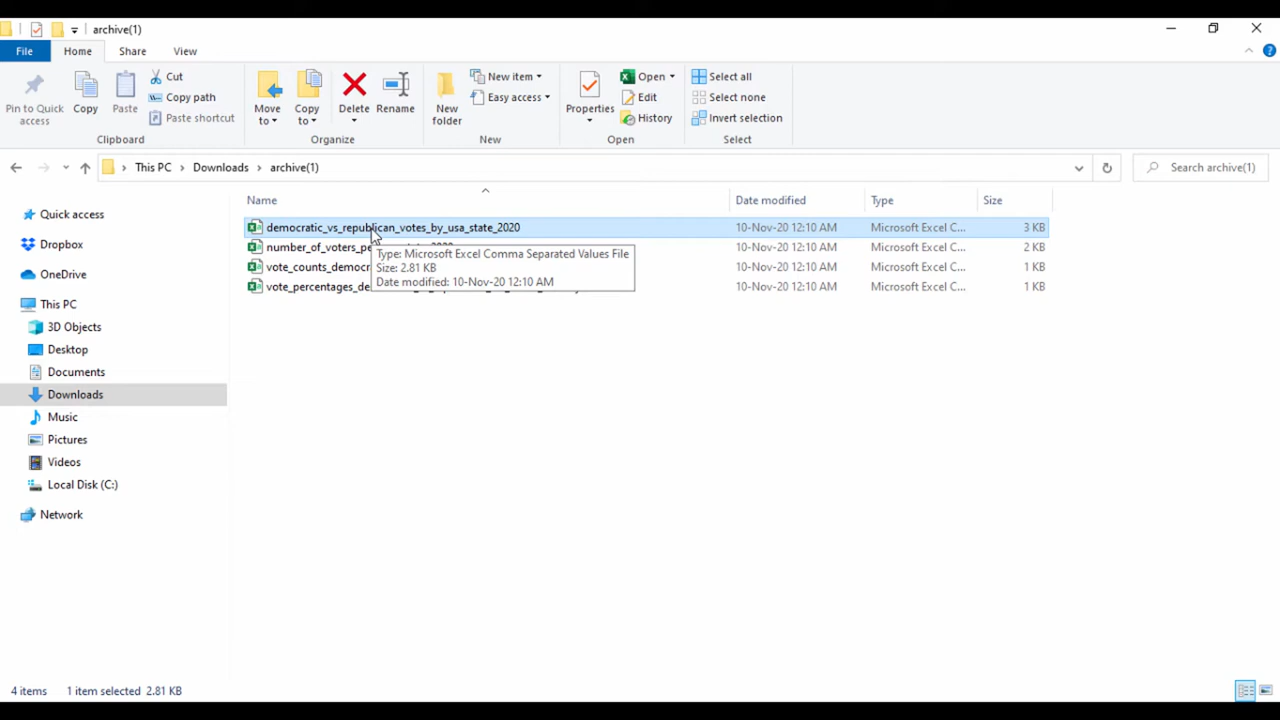 archive(1)
File Home Share View
Pin to Quick access
Copy
Paste
Cut
Copy path
Paste shortcut
Clipboard
Move to
Copy to
Delete
Rename
Organize
New folder
New item
Easy access
New
Properties
Open
Edit
History
Open
Select all
Select none
Invert selection
Select
This PC > Downloads > archive(1)
Search archive(1)
Name Date modified Type Size
democratic_vs_republican_votes_by_usa_state_2020 10-Nov-20 12:10 AM Microsoft Excel C... 3 KB
number_of_voters_pe 10-Nov-20 12:10 AM Microsoft Excel C... 2 KB
vote_counts_democr 10-Nov-20 12:10 AM Microsoft Excel C... 1 KB
vote_percentages_de 10-Nov-20 12:10 AM Microsoft Excel C... 1 KB
Type: Microsoft Excel Comma Separated Values File
Size: 2.81 KB
Date modified: 10-Nov-20 12:10 AM
Quick access
Dropbox
OneDrive
This PC
3D Objects
Desktop
Documents
Downloads
Music
Pictures
Videos
Local Disk (C:)
Network
4 items 1 item selected 2.81 KB